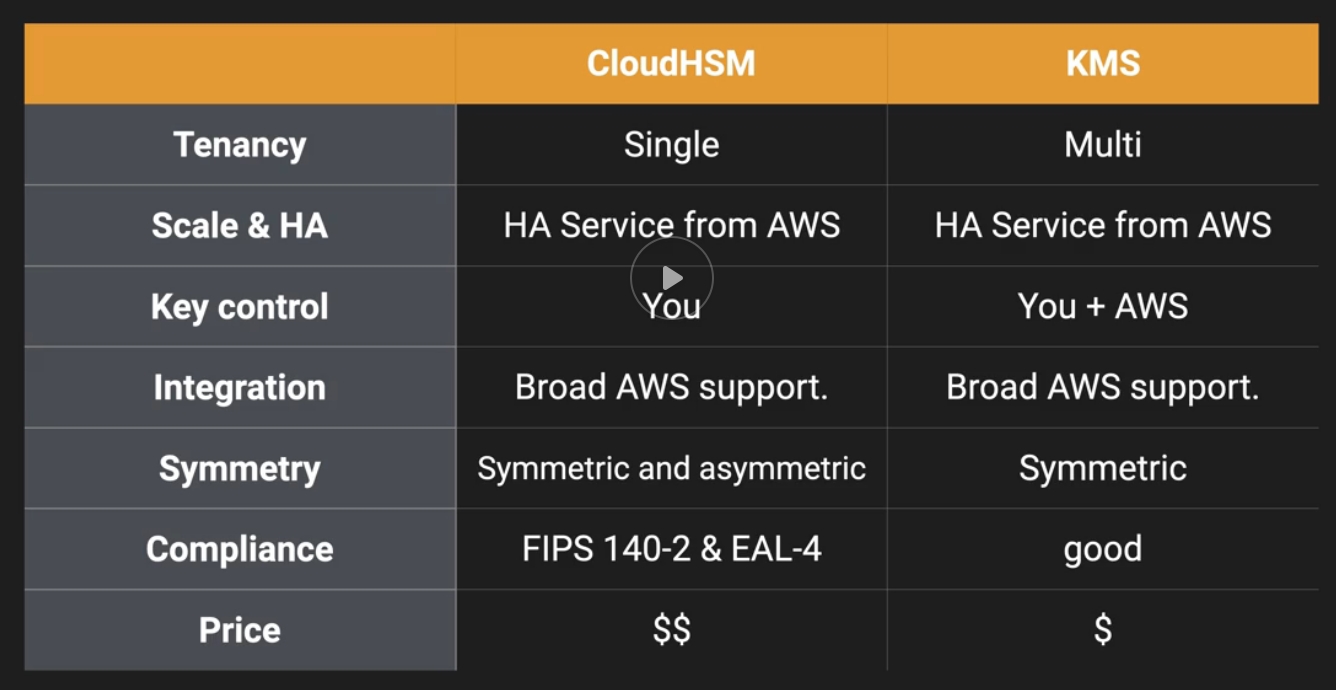 CloudHSM KMS
Tenancy Single Multi
Scale & HA HA Service from AWS HA Service from AWS
Key control You You + AWS
Integration Broad AWS support. Broad AWS support.
Symmetry Symmetric and asymmetric Symmetric
Compliance FIPS 140-2 & EAL-4 good
Price $$ $